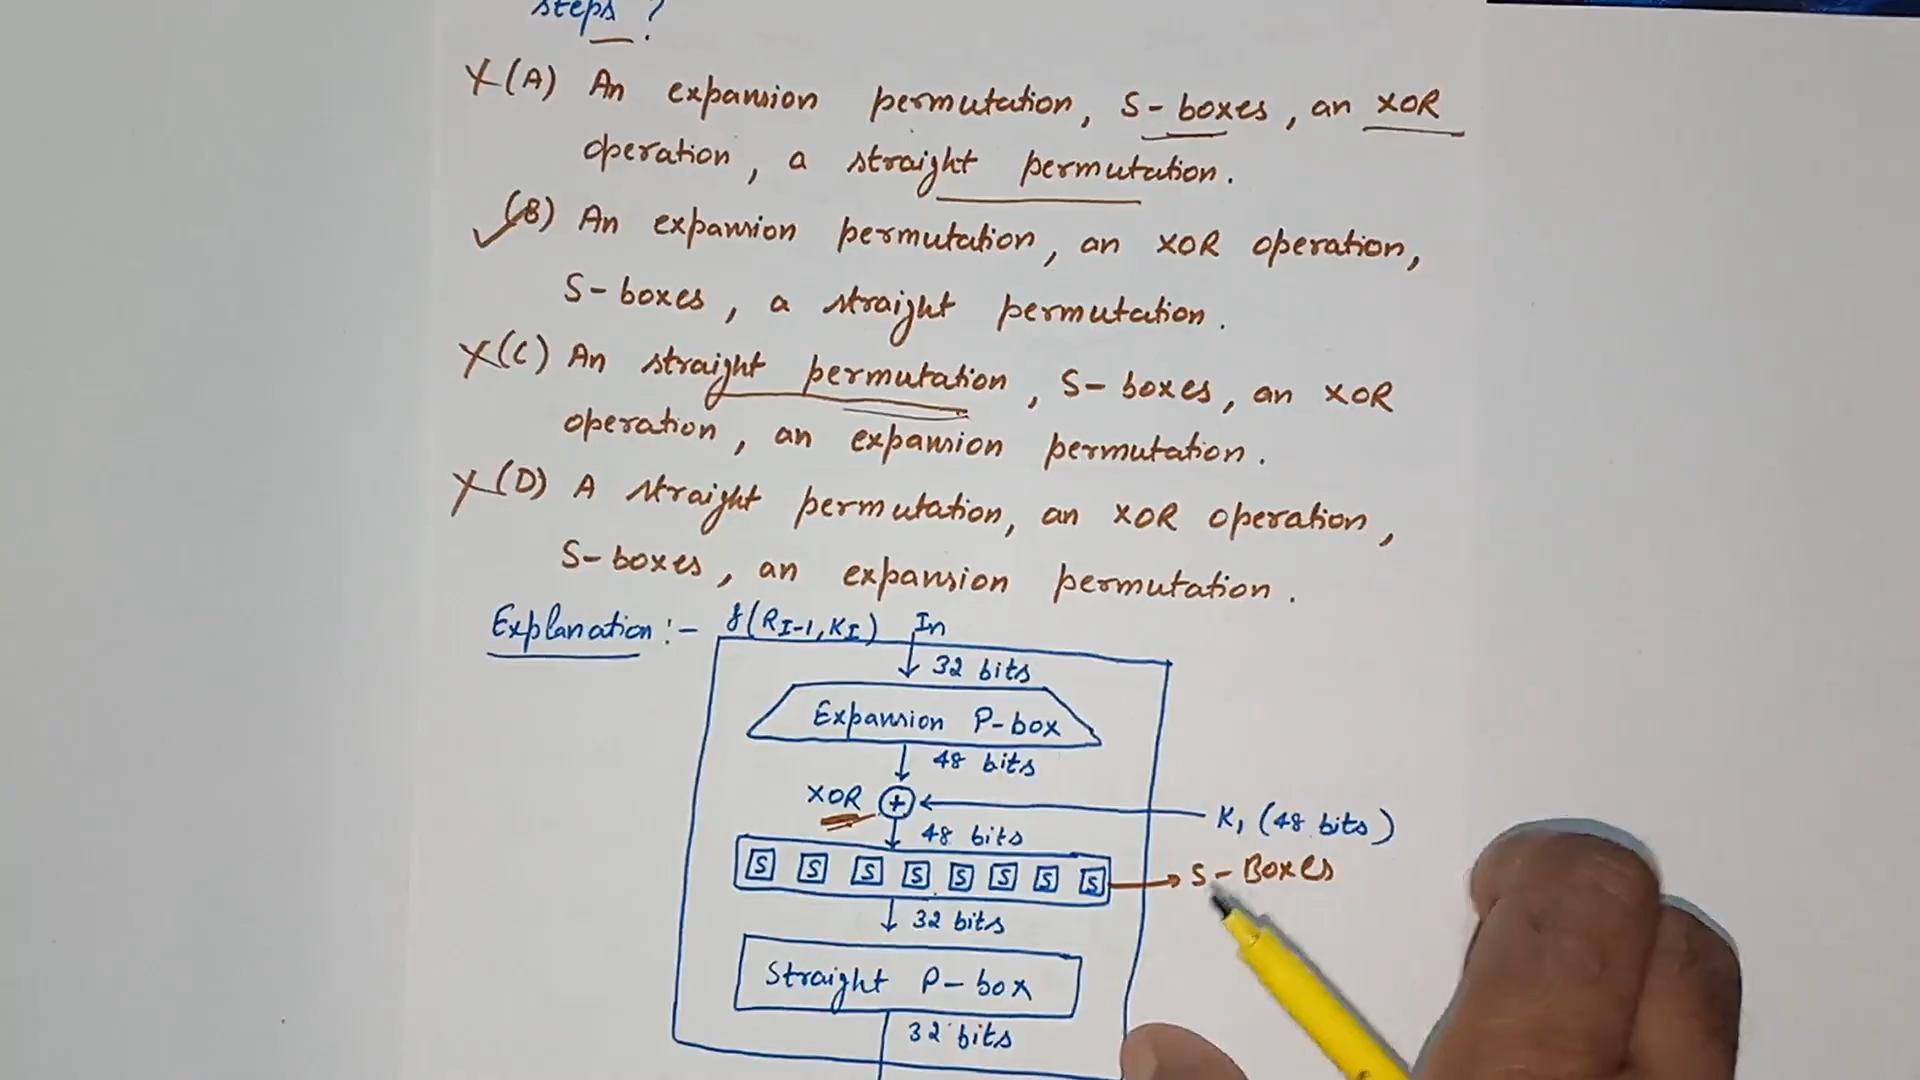 steps ?
X (A) An expansion permutation, S-boxes, an XOR
operation, a straight permutation.
✓ (B) An expansion permutation, an XOR operation,
S-boxes, a straight permutation.
X (C) An straight permutation, S-boxes, an XOR
operation, an expansion permutation.
X (D) A straight permutation, an XOR operation,
S-boxes, an expansion permutation.
Explanation :- f(R_I-1, K_I) In
32 bits
Expansion P-box
48 bits
XOR + K₁ (48 bits)
48 bits
S S S S S S S S S-Boxes
32 bits
Straight P-box
32 bits